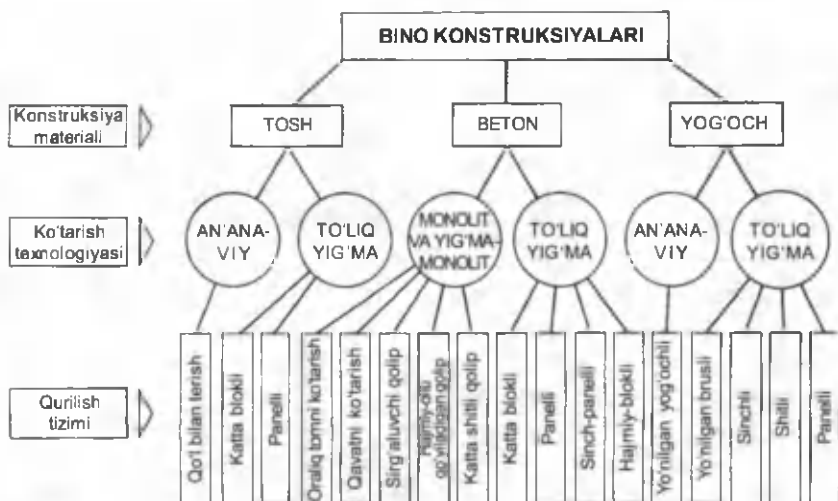 BINO KONSTRUKSIYALARI
Konstruksiya
materiali
TOSH
BETON
YOG'OCH
Ko'tarish
texnologiyasi
AN'ANA-
VIY
TO'LIQ
YIG'MA
MONOLIT
VA YIG'MA-
MONOLIT
TO'LIQ
YIG'MA
AN'ANA-
VIY
TO'LIQ
YIG'MA
Qurilish
tizimi
Qo'l bilan terish
Katta blokli
Panelli
Oraliq tomni ko'tarish
Qavatni ko'tarish
Sirg'aluvchi qolip
Katta shitli qolip
Katta blokli
Panelli
Sinch-panelli
Hajmiy-blokli
Yo'nilgan yog'ochli
Yo'nilgan brusli
Sinchli
Shitli
Panelli